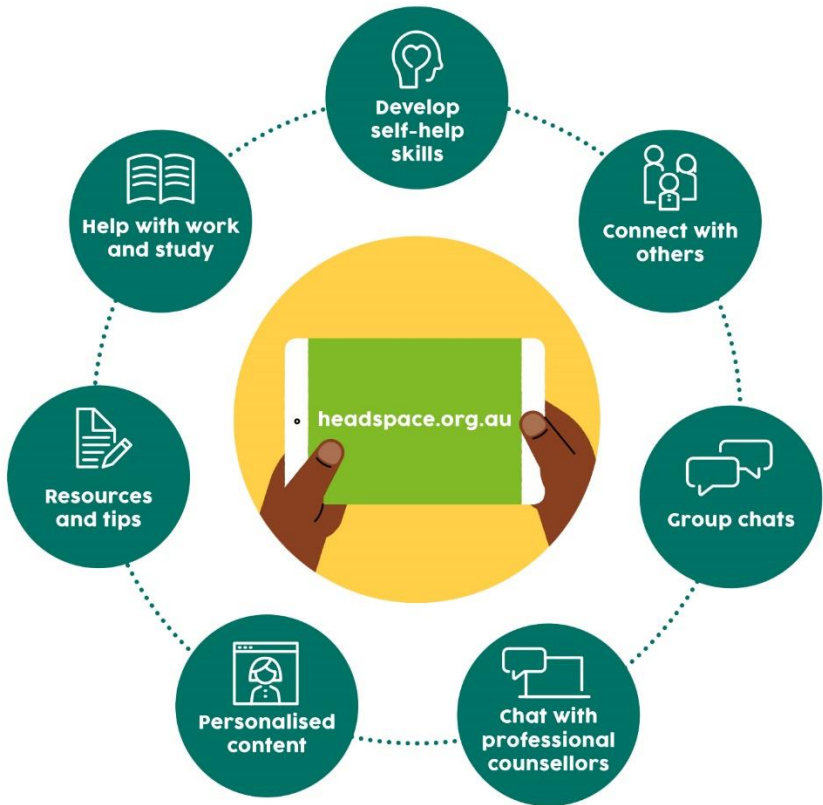 Develop
self-help
skills
Connect with
others
Group chats
Chat with
professional
counsellors
Personalised
content
Resources
and tips
Help with work
and study
headspace.org.au